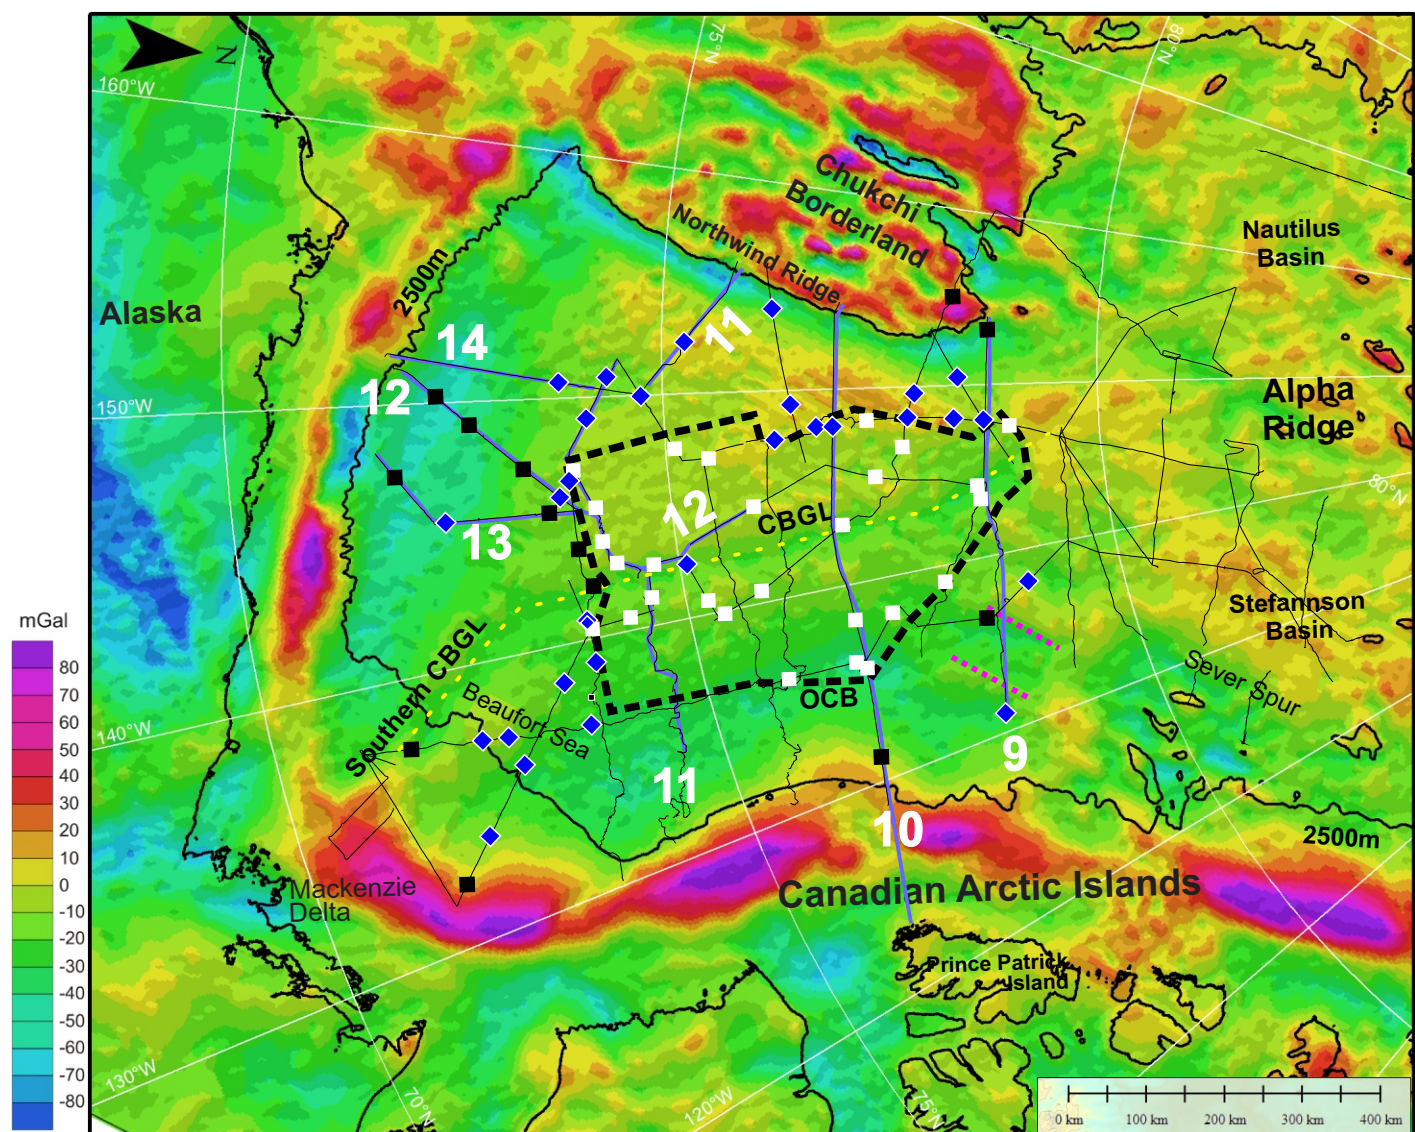 N
75°N
80°N
160°W
Chukchi
Borderland
Nautilus
Basin
Northwind Ridge
2500m
Alaska
14
11
12
150°W
Alpha
Ridge
80°N
12
CBGL
13
Stefannson
Basin
mGal
Southern CBGL
Beaufort Sea
Sever Spur
OCB
140°W
9
11
10
2500m
80
70
60
50
40
30
20
10
0
-10
-20
-30
-40
-50
-60
-70
-80
Mackenzie
Delta
Canadian Arctic Islands
Prince Patrick
Island
130°W
70°N
120°W
75°N
0 km
100 km
200 km
300 km
400 km